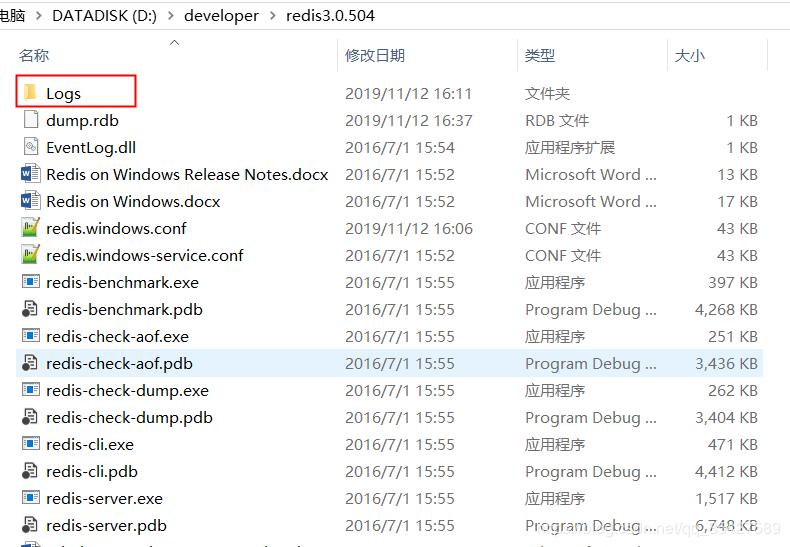 电脑 > DATADISK (D:) > developer > redis3.0.504
名称 修改日期 类型 大小
Logs 2019/11/12 16:11 文件夹
dump.rdb 2019/11/12 16:37 RDB 文件 1 KB
EventLog.dll 2016/7/1 15:54 应用程序扩展 1 KB
Redis on Windows Release Notes.docx 2016/7/1 15:52 Microsoft Word ... 13 KB
Redis on Windows.docx 2016/7/1 15:52 Microsoft Word ... 17 KB
redis.windows.conf 2019/11/12 16:06 CONF 文件 43 KB
redis.windows-service.conf 2016/7/1 15:52 CONF 文件 43 KB
redis-benchmark.exe 2016/7/1 15:55 应用程序 397 KB
redis-benchmark.pdb 2016/7/1 15:55 Program Debug ... 4,268 KB
redis-check-aof.exe 2016/7/1 15:55 应用程序 251 KB
redis-check-aof.pdb 2016/7/1 15:55 Program Debug ... 3,436 KB
redis-check-dump.exe 2016/7/1 15:55 应用程序 262 KB
redis-check-dump.pdb 2016/7/1 15:55 Program Debug ... 3,404 KB
redis-cli.exe 2016/7/1 15:55 应用程序 471 KB
redis-cli.pdb 2016/7/1 15:55 Program Debug ... 4,412 KB
redis-server.exe 2016/7/1 15:55 应用程序 1,517 KB
redis-server.pdb 2016/7/1 15:55 Program Debug ... 6,748 KB